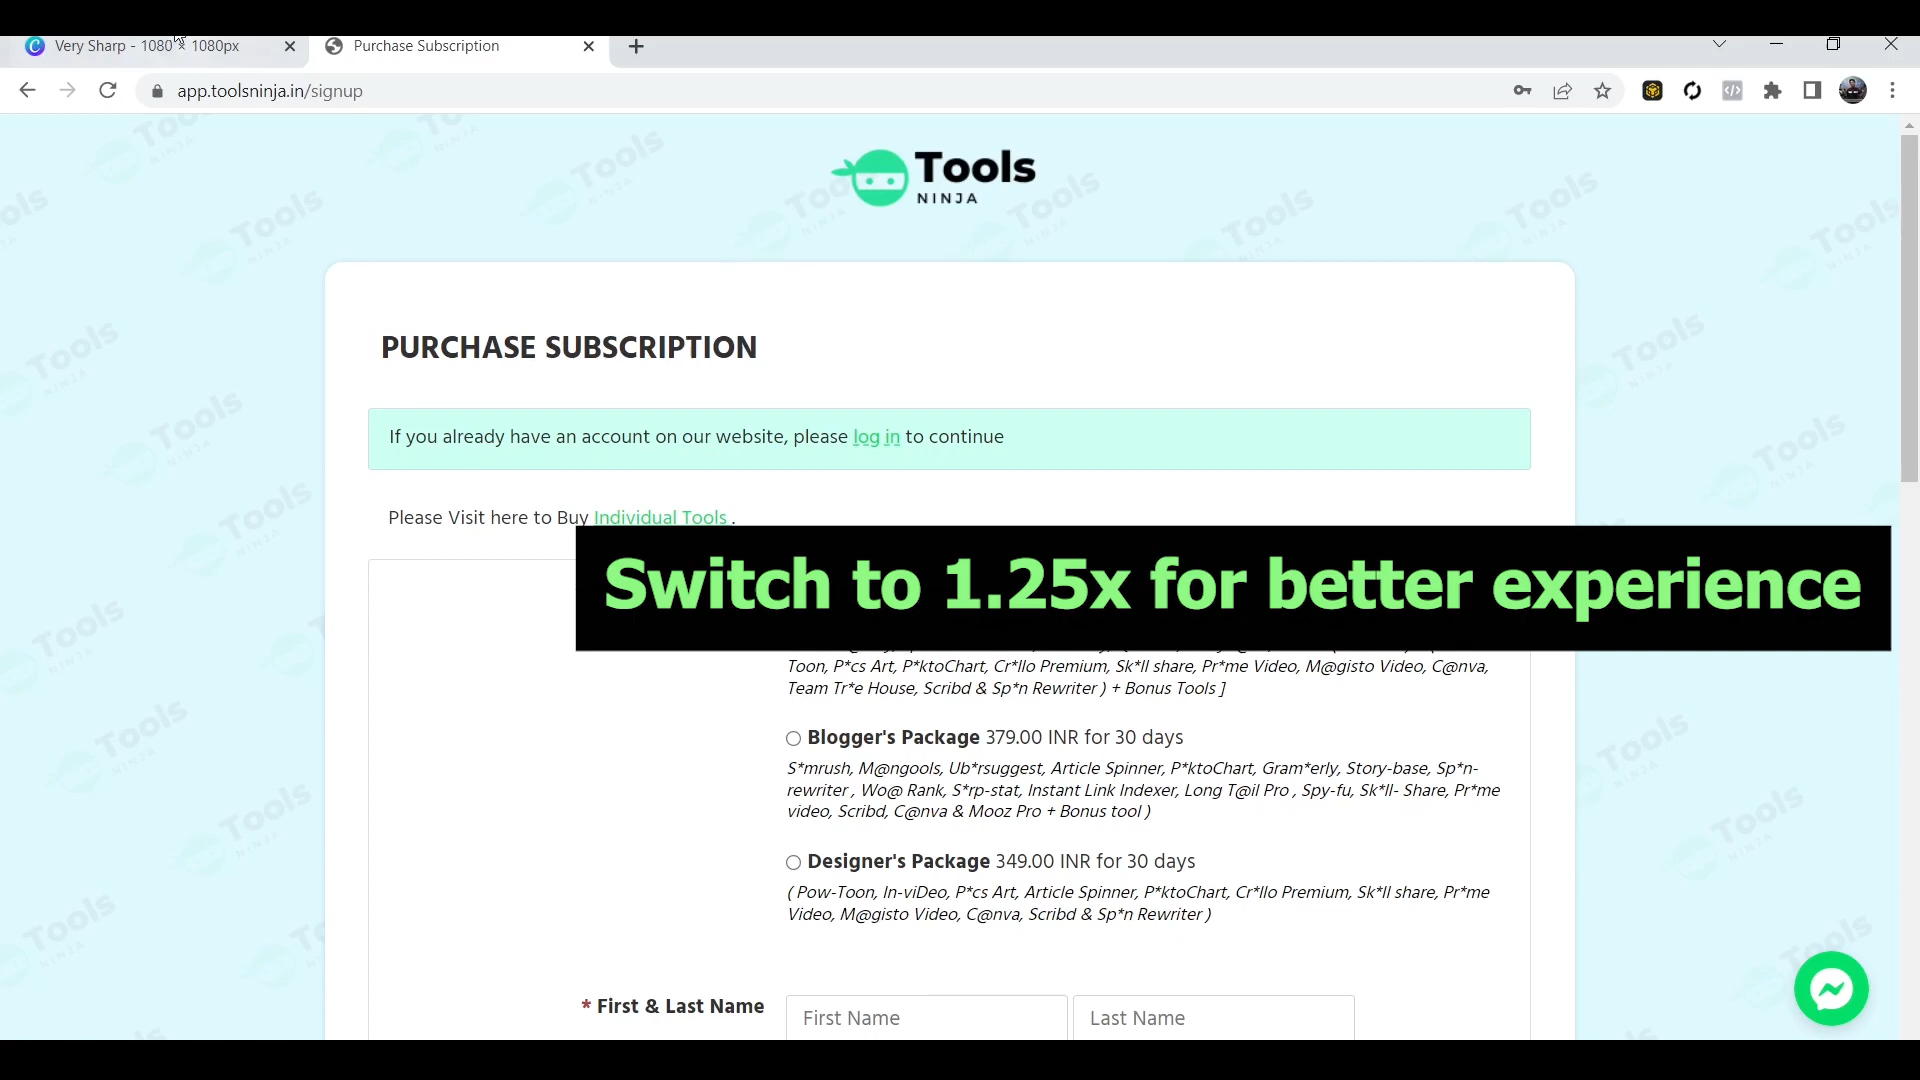 Very Sharp - 1080 × 1080px
Purchase Subscription
app.toolsninja.in/signup
Tools
NINJA
PURCHASE SUBSCRIPTION
If you already have an account on our website, please log in to continue
Please Visit here to Buy Individual Tools .
Switch to 1.25x for better experience
Toon, P*cs Art, P*ktoChart, Cr*llo Premium, Sk*ll share, Pr*me Video, M@gisto Video, C@nva,
Team Tr*e House, Scribd & Sp*n Rewriter ) + Bonus Tools ]
Blogger's Package 379.00 INR for 30 days
S*mrush, M@ngools, Ub*rsuggest, Article Spinner, P*ktoChart, Gram*erly, Story-base, Sp*n-
rewriter , Wo@ Rank, S*rp-stat, Instant Link Indexer, Long T@il Pro , Spy-fu, Sk*ll- Share, Pr*me
video, Scribd, C@nva & Mooz Pro + Bonus tool )
Designer's Package 349.00 INR for 30 days
( Pow-Toon, In-viDeo, P*cs Art, Article Spinner, P*ktoChart, Cr*llo Premium, Sk*ll share, Pr*me
Video, M@gisto Video, C@nva, Scribd & Sp*n Rewriter )
* First & Last Name
First Name
Last Name